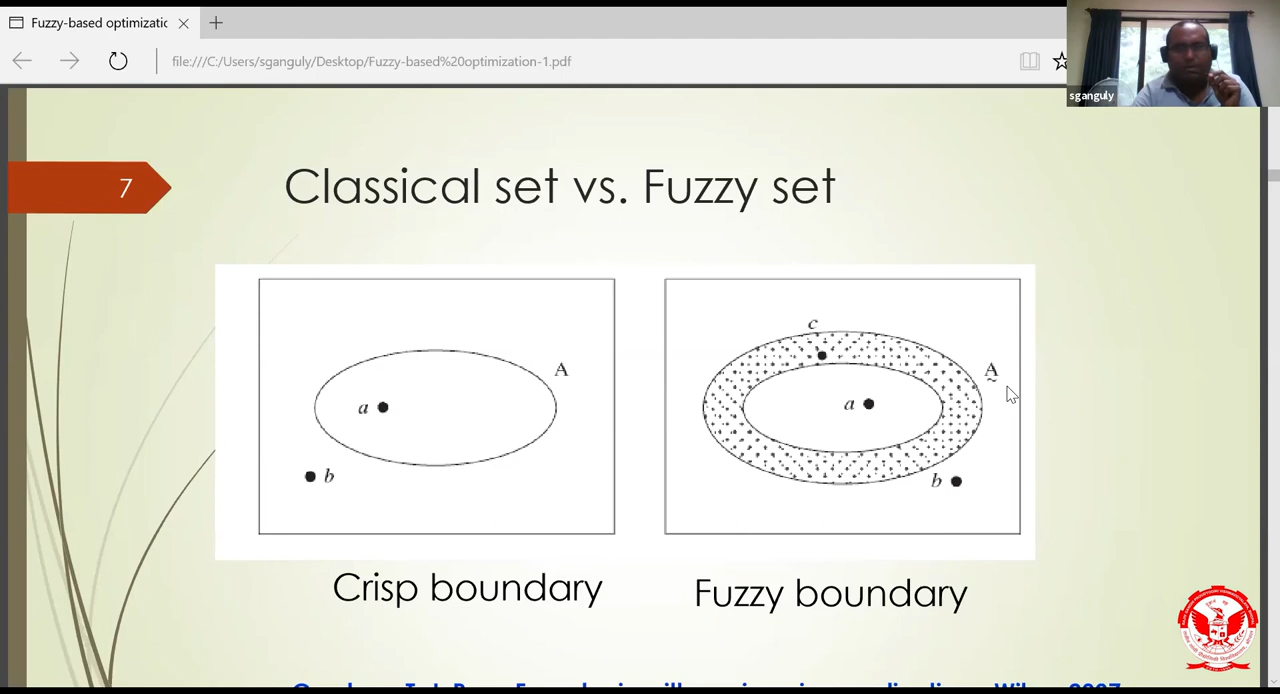 Fuzzy-based optimizatic
file:///C:/Users/sganguly/Desktop/Fuzzy-based%20optimization-1.pdf
sganguly
7
Classical set vs. Fuzzy set
A
a
b
c
A
a
b
Crisp boundary
Fuzzy boundary